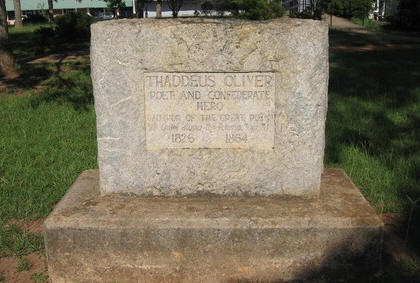 THADDEUS OLIVER
POET AND CONFEDERATE
HERO
AUTHOR OF THE GREAT POEM
1826 1864